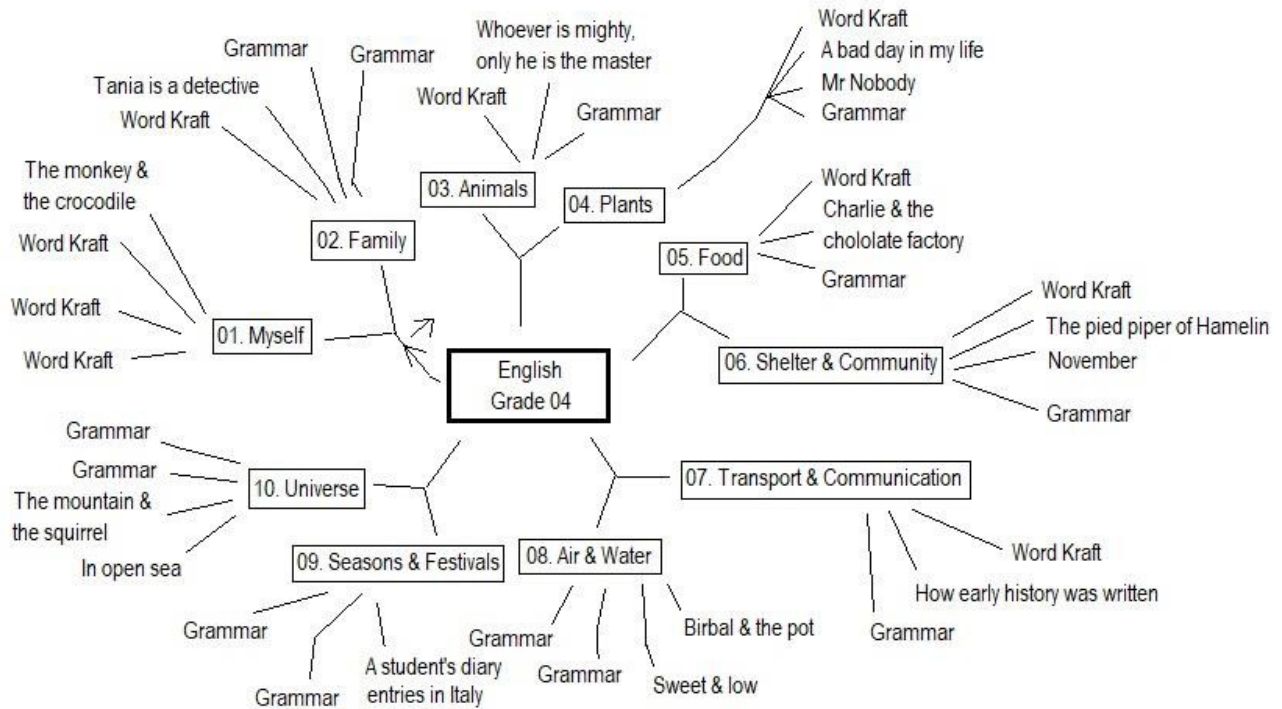 English
Grade 04
01. Myself
The monkey &
the crocodile
Word Kraft
Word Kraft
Word Kraft
02. Family
Word Kraft
Tania is a detective
Grammar
Grammar
03. Animals
Word Kraft
Whoever is mighty,
only he is the master
Grammar
04. Plants
Word Kraft
A bad day in my life
Mr Nobody
Grammar
05. Food
Word Kraft
Charlie & the
chololate factory
Grammar
06. Shelter & Community
Word Kraft
The pied piper of Hamelin
November
Grammar
07. Transport & Communication
Word Kraft
How early history was written
Grammar
08. Air & Water
Birbal & the pot
Sweet & low
Grammar
Grammar
09. Seasons & Festivals
A student's diary
entries in Italy
Grammar
Grammar
10. Universe
Grammar
Grammar
The mountain &
the squirrel
In open sea